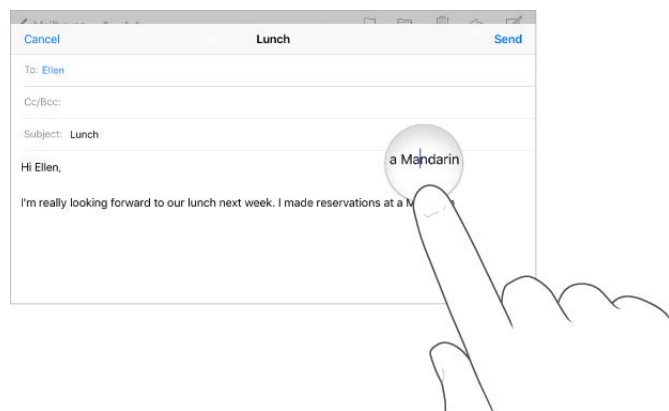 Cancel Lunch Send
To: Ellen
Cc/Bcc:
Subject: Lunch
a Mandarin
Hi Ellen,
I'm really looking forward to our lunch next week. I made reservations at a M